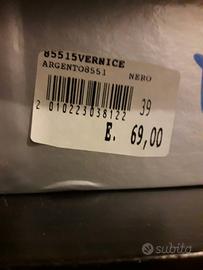 85515VERNICE
ARGENTO8551 NERO
39
2 010223038122
E. 69,00
subito